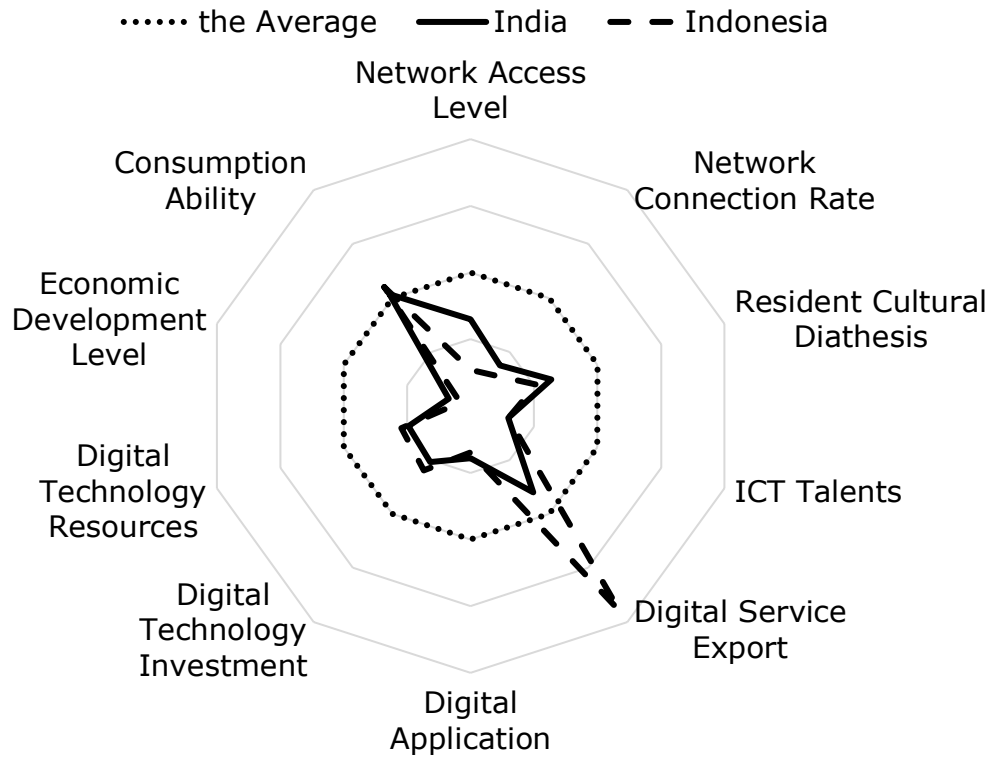 the Average India Indonesia
Network Access
Level
Network
Connection Rate
Resident Cultural
Diathesis
ICT Talents
Digital Service
Export
Digital
Application
Digital
Technology
Investment
Digital
Technology
Resources
Economic
Development
Level
Consumption
Ability